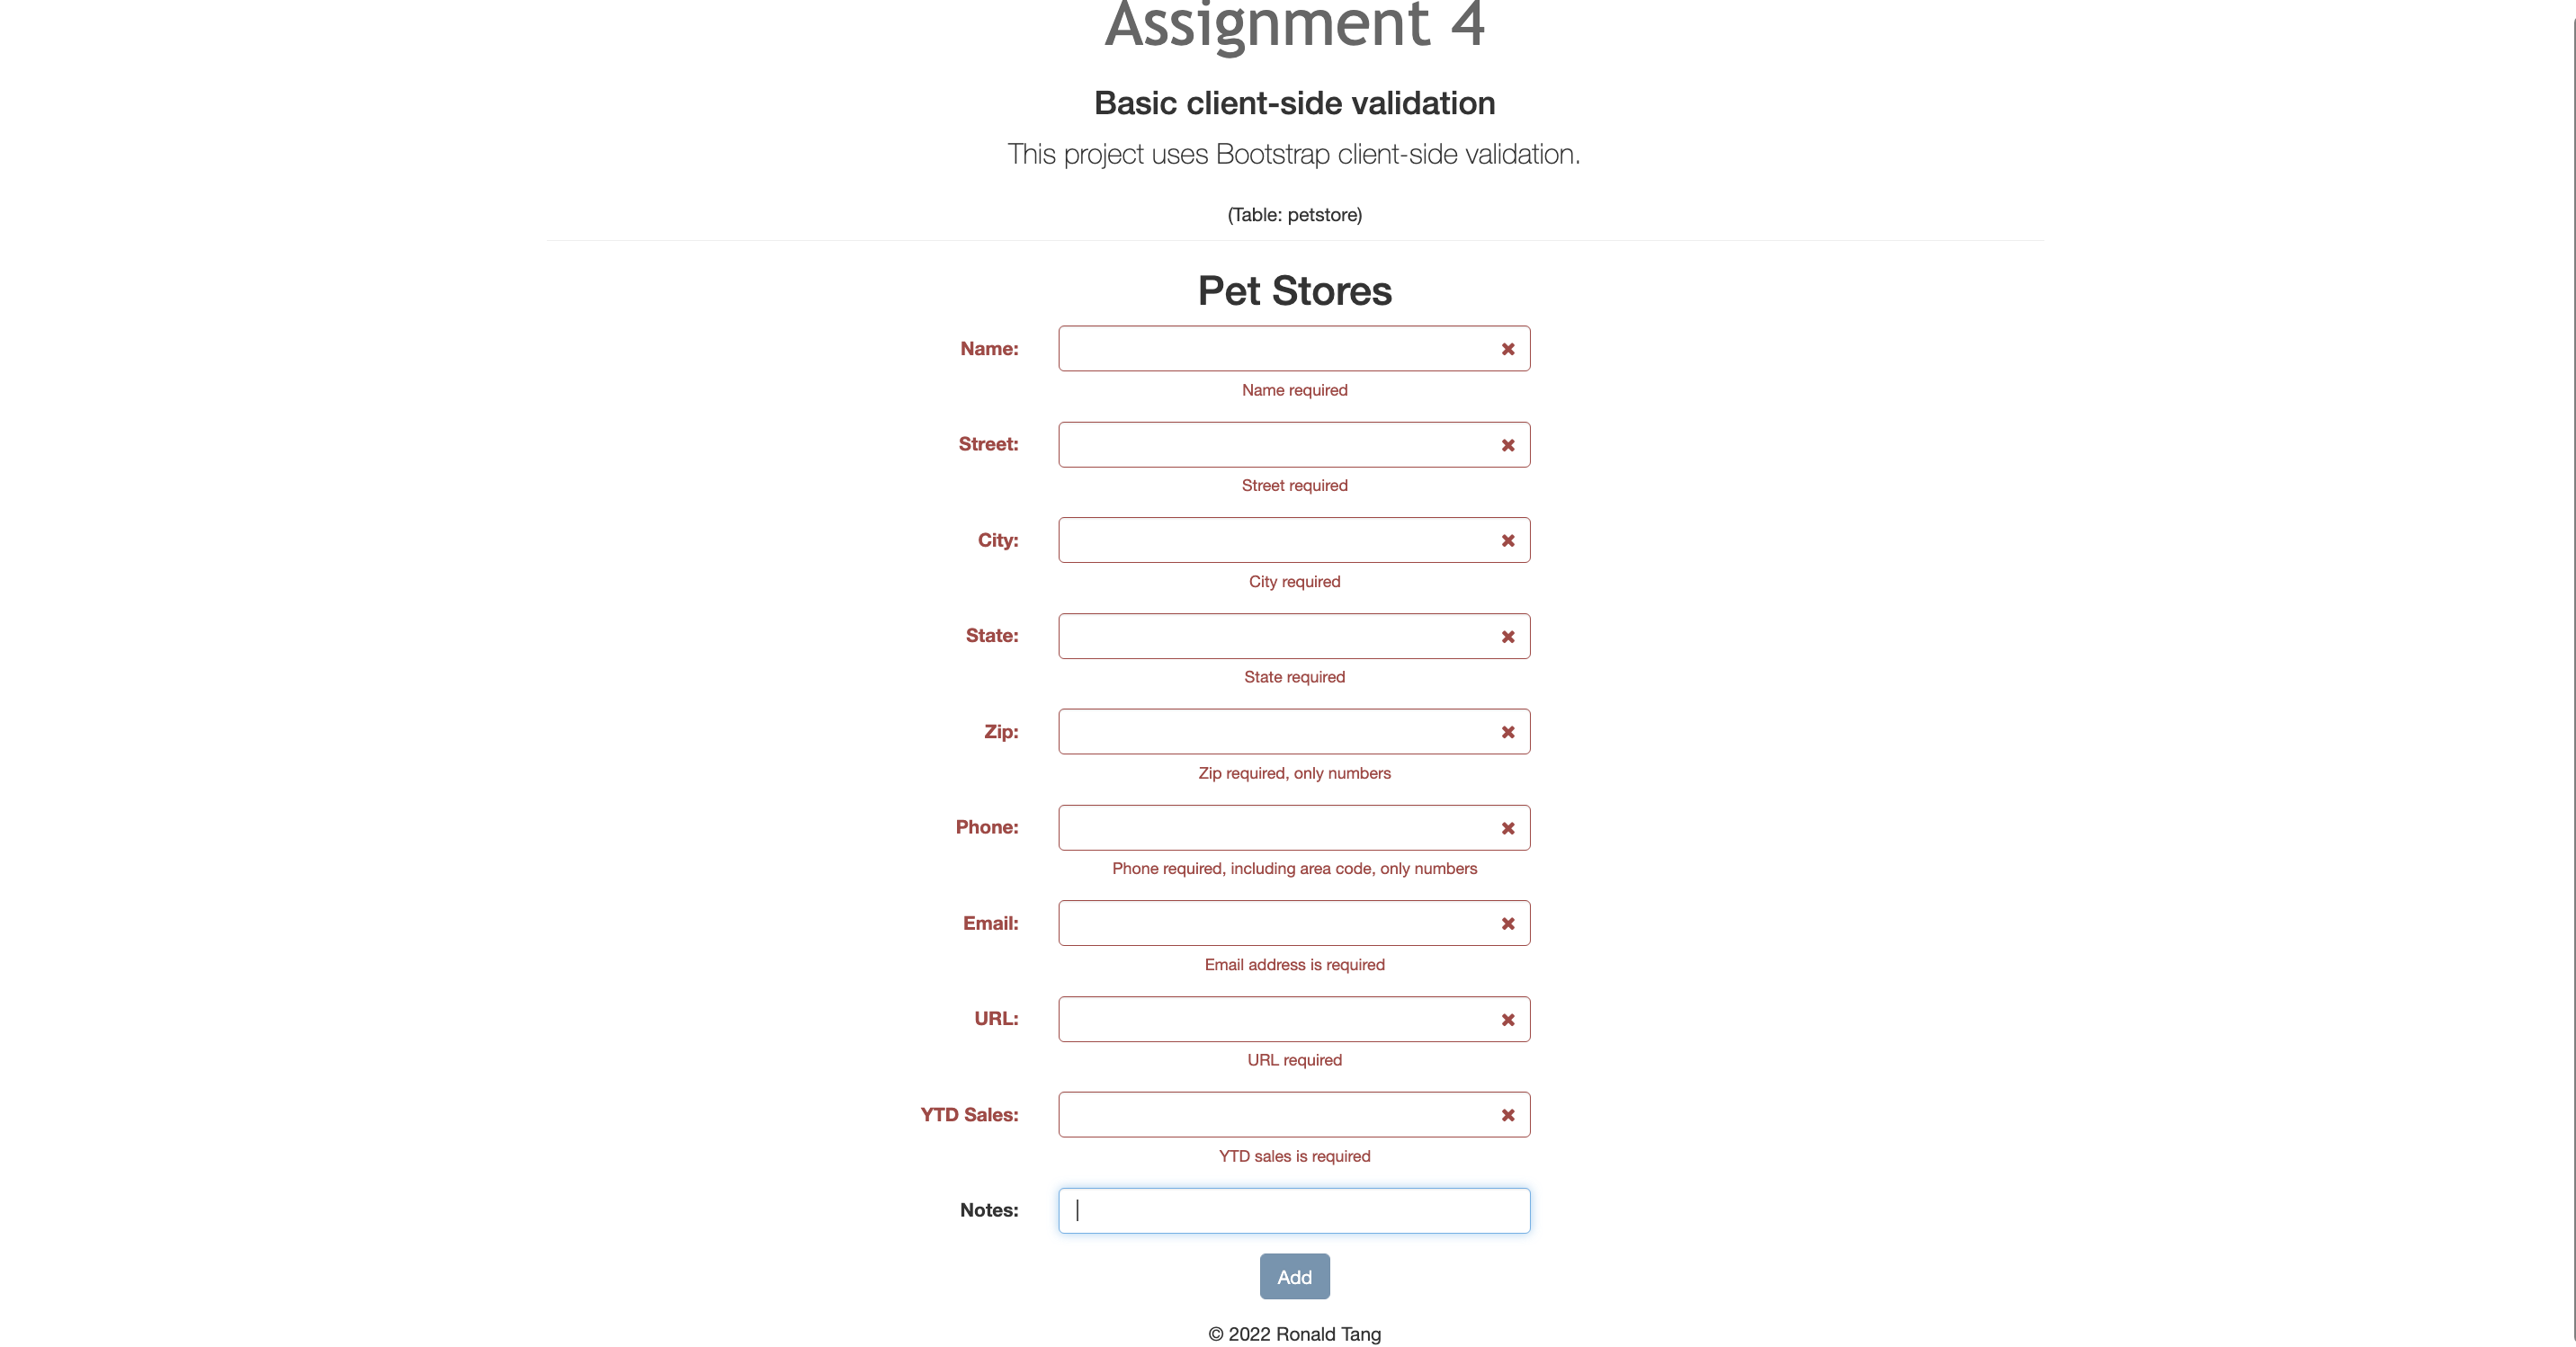 Assignment 4
Basic client-side validation
This project uses Bootstrap client-side validation.
(Table: petstore)
Pet Stores
Name:
Name required
Street:
Street required
City:
City required
State:
State required
Zip:
Zip required, only numbers
Phone:
Phone required, including area code, only numbers
Email:
Email address is required
URL:
URL required
YTD Sales:
YTD sales is required
Notes:
Add
© 2022 Ronald Tang